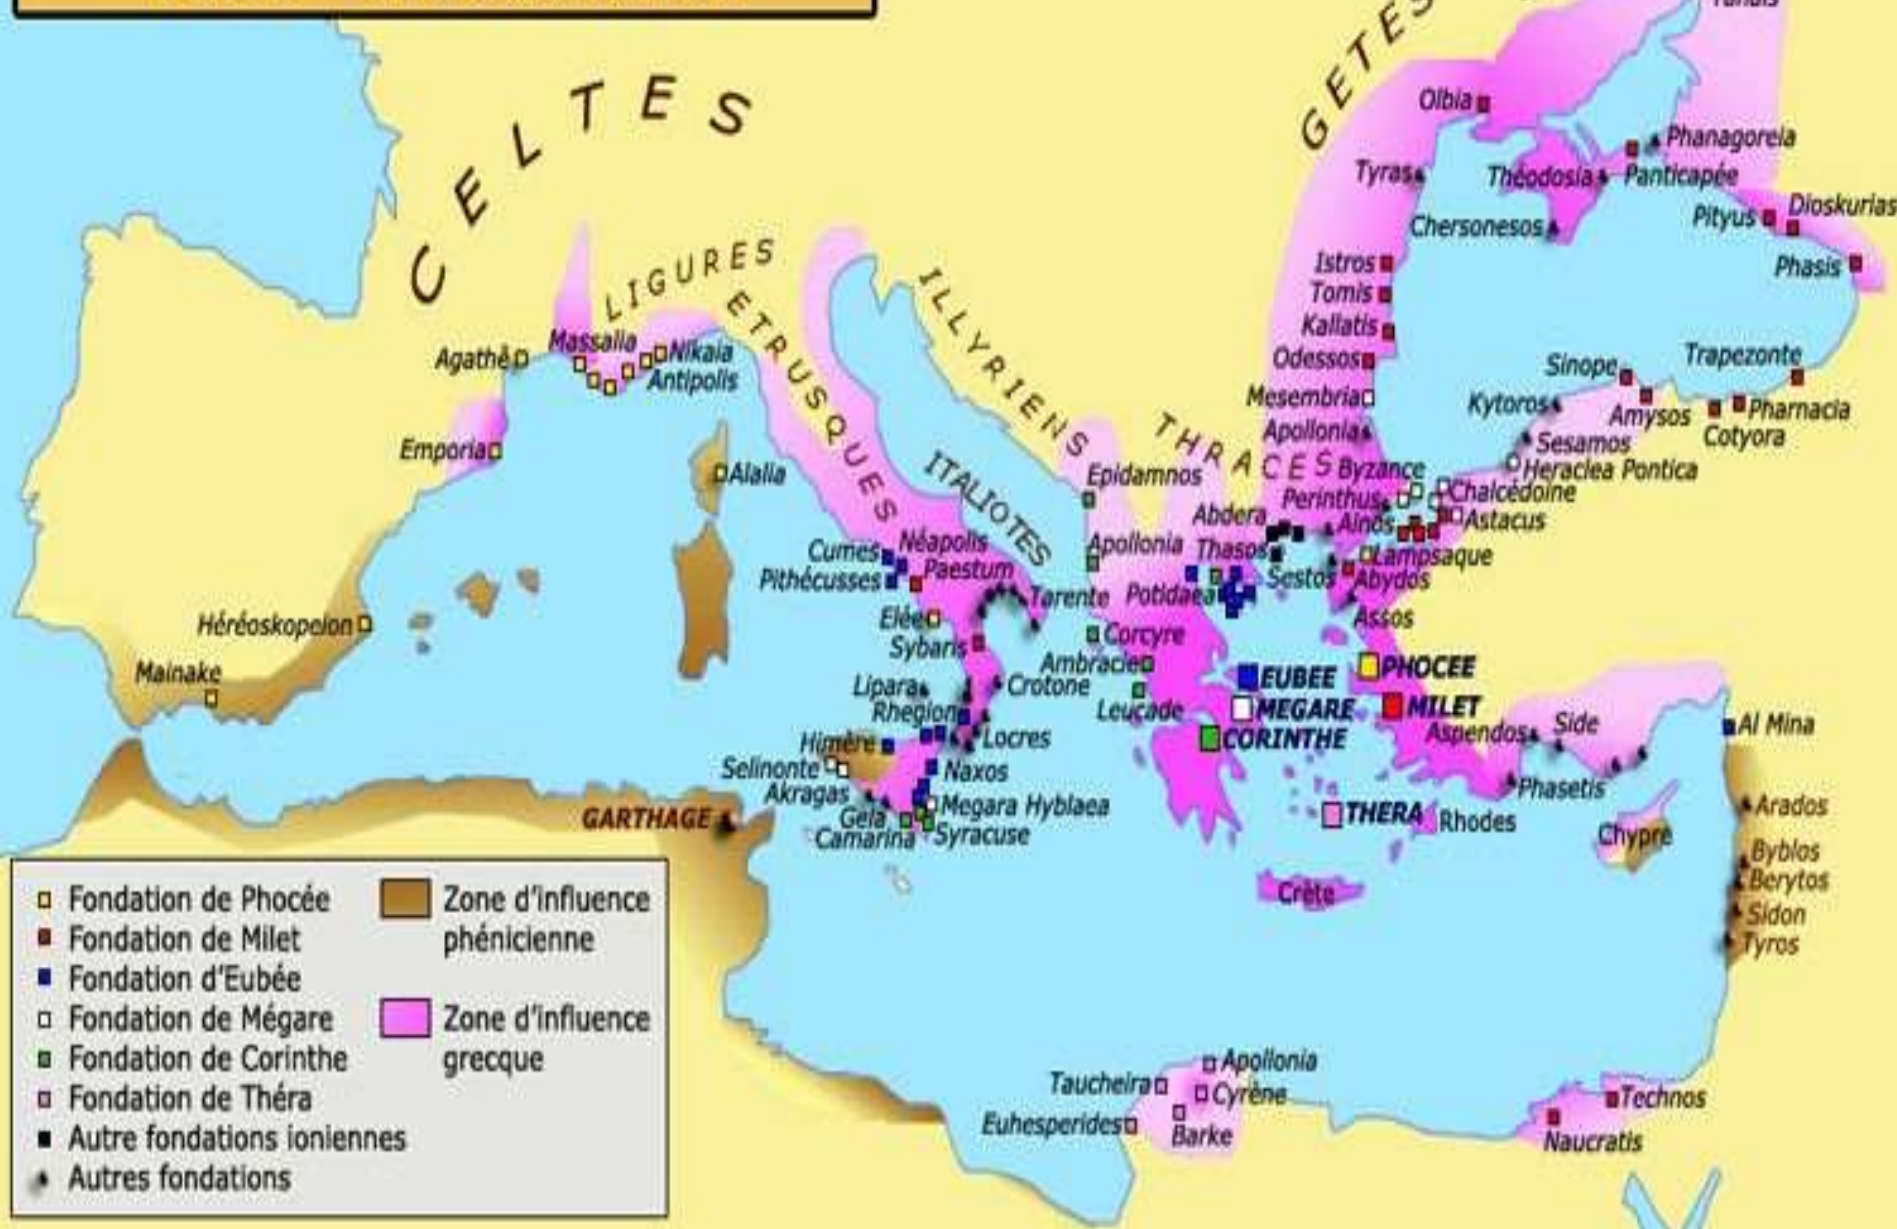 CELTES
GETES
LIGURES
ETRUSQUES
ILLYRIENS
ITALIOTES
THRACES
Olbia
Phanagoreia
Tyras
Théodosia
Panticapée
Chersonesos
Pityus
Dioskurias
Phasis
Istros
Tomis
Kallatis
Odessos
Mesembria
Apollonia
Sinope
Trapezonte
Kytoros
Amysos
Pharnacia
Cotyora
Sesamos
Heraclea Pontica
Byzance
Perinthus
Chalcédoine
Astacus
Abdera
Ainos
Thasos
Lampsaque
Sestos
Abydos
Assos
Potidaea
Epidamnos
Apollonia
Corcyre
Ambracie
Leucade
Massalia
Nikaia
Antipolis
Agathê
Emporia
Alalia
Héréoskopelon
Mainake
Cumes
Néapolis
Pithécusses
Paestum
Elée
Tarente
Sybaris
Lipara
Crotone
Rhegion
Locres
Himère
Selinonte
Naxos
Akragas
Megara Hyblaea
Gela
Camarina
Syracuse
GARTHAGE
EUBEE
PHOCEE
MEGARE
MILET
CORINTHE
THERA
Rhodes
Crète
Aspendos
Side
Phasetis
Al Mina
Chypre
Arados
Byblos
Berytos
Sidon
Tyros
Apollonia
Taucheira
Cyrène
Euhesperides
Barke
Technos
Naucratis
Fondation de Phocée
Fondation de Milet
Fondation d'Eubée
Fondation de Mégare
Fondation de Corinthe
Fondation de Théra
Autre fondations ioniennes
Autres fondations
Zone d'influence
phénicienne
Zone d'influence
grecque